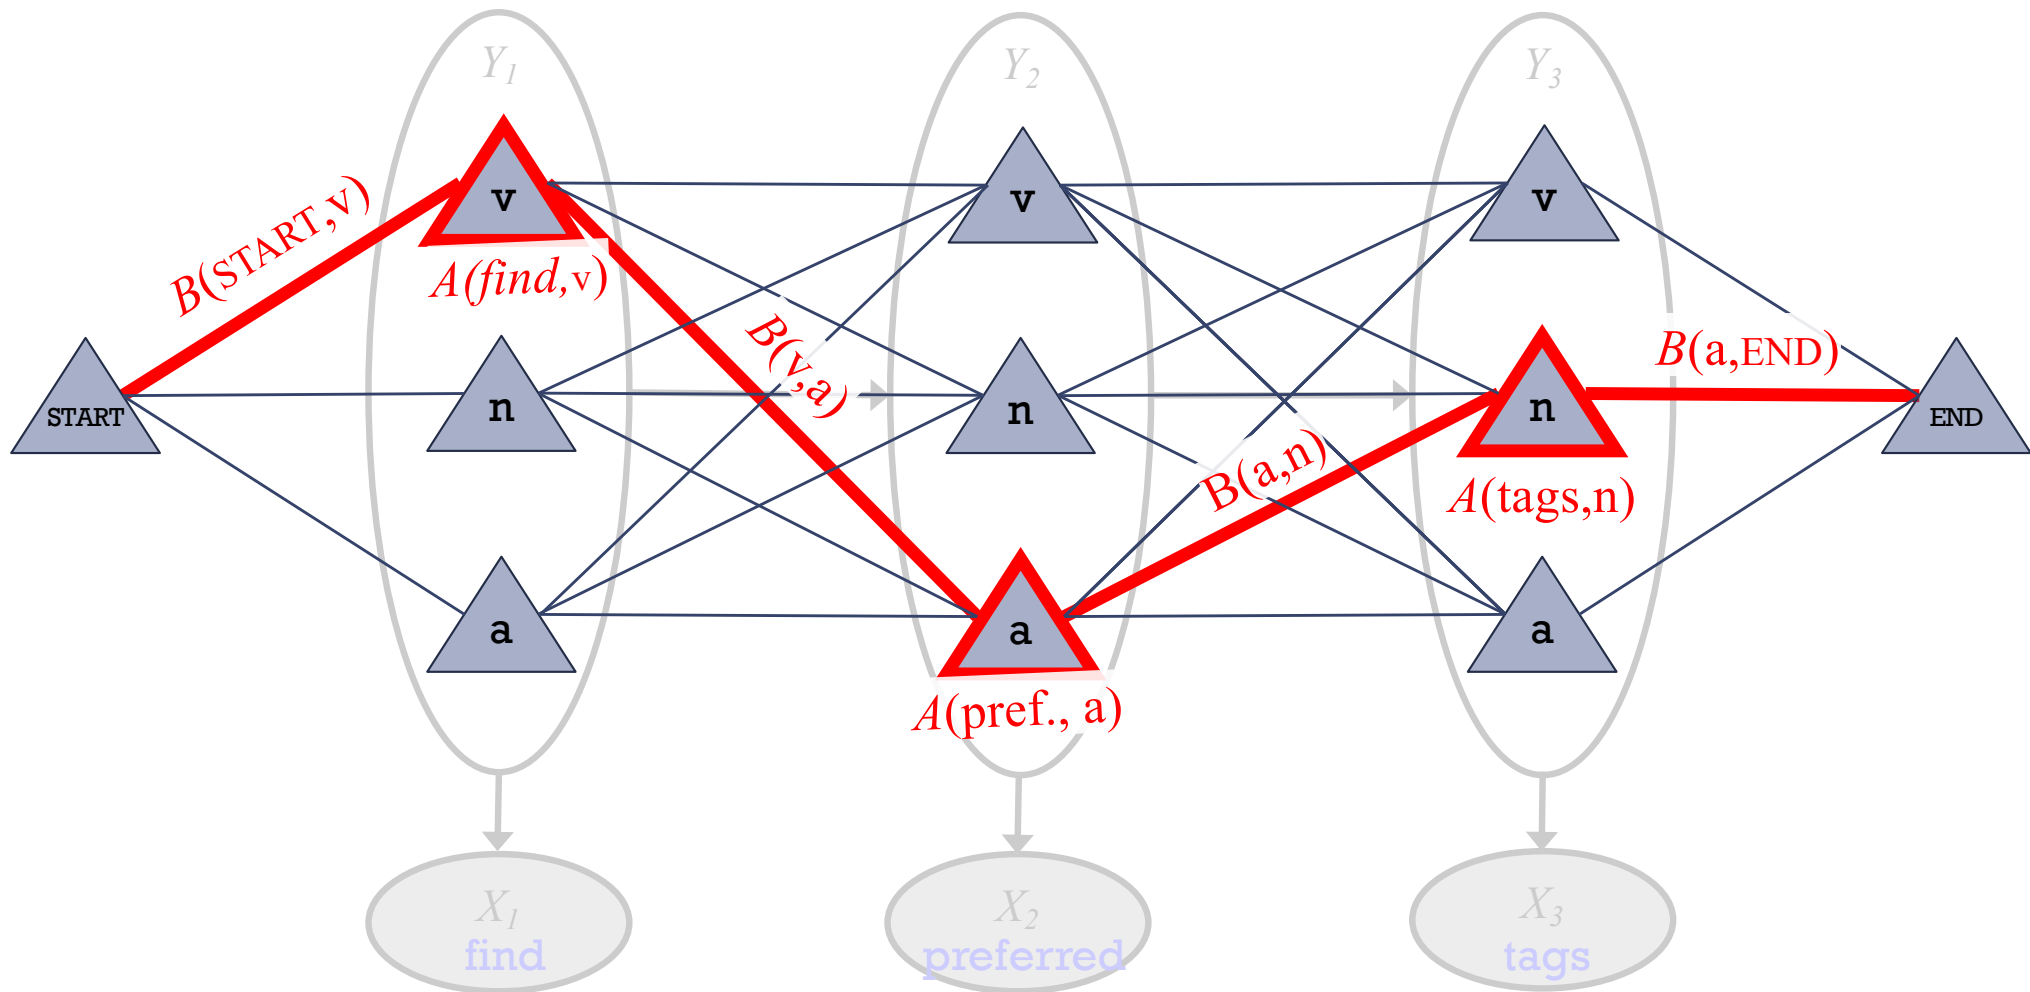 Y1
Y2
Y3
v
v
v
B(START,v)
A(find,v)
B(v,a)
B(a,END)
START
n
n
n
END
B(a,n)
A(tags,n)
a
a
a
A(pref., a)
X1
X2
X3
find
preferred
tags